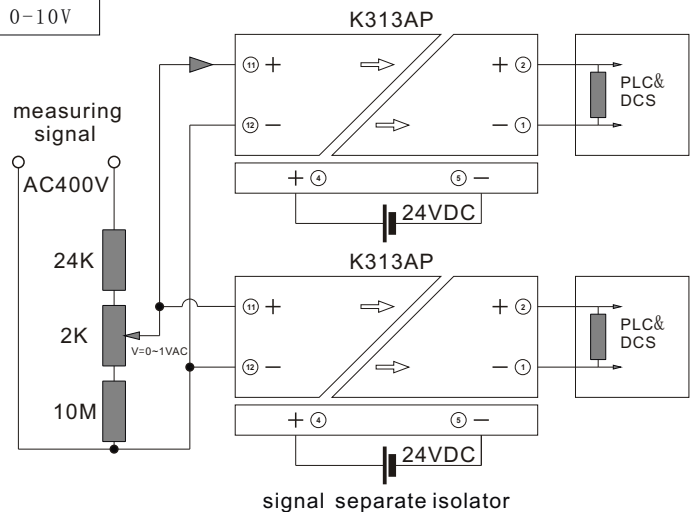 0-10V
K313AP
measuring
signal
AC400V
24K
2K
V=0~1VAC
10M
⑪ +
+ ②
⑫ −
− ①
PLC&
DCS
+ ④
⑤ −
24VDC
K313AP
⑪ +
+ ②
⑫ −
− ①
PLC&
DCS
+ ④
⑤ −
24VDC
signal separate isolator